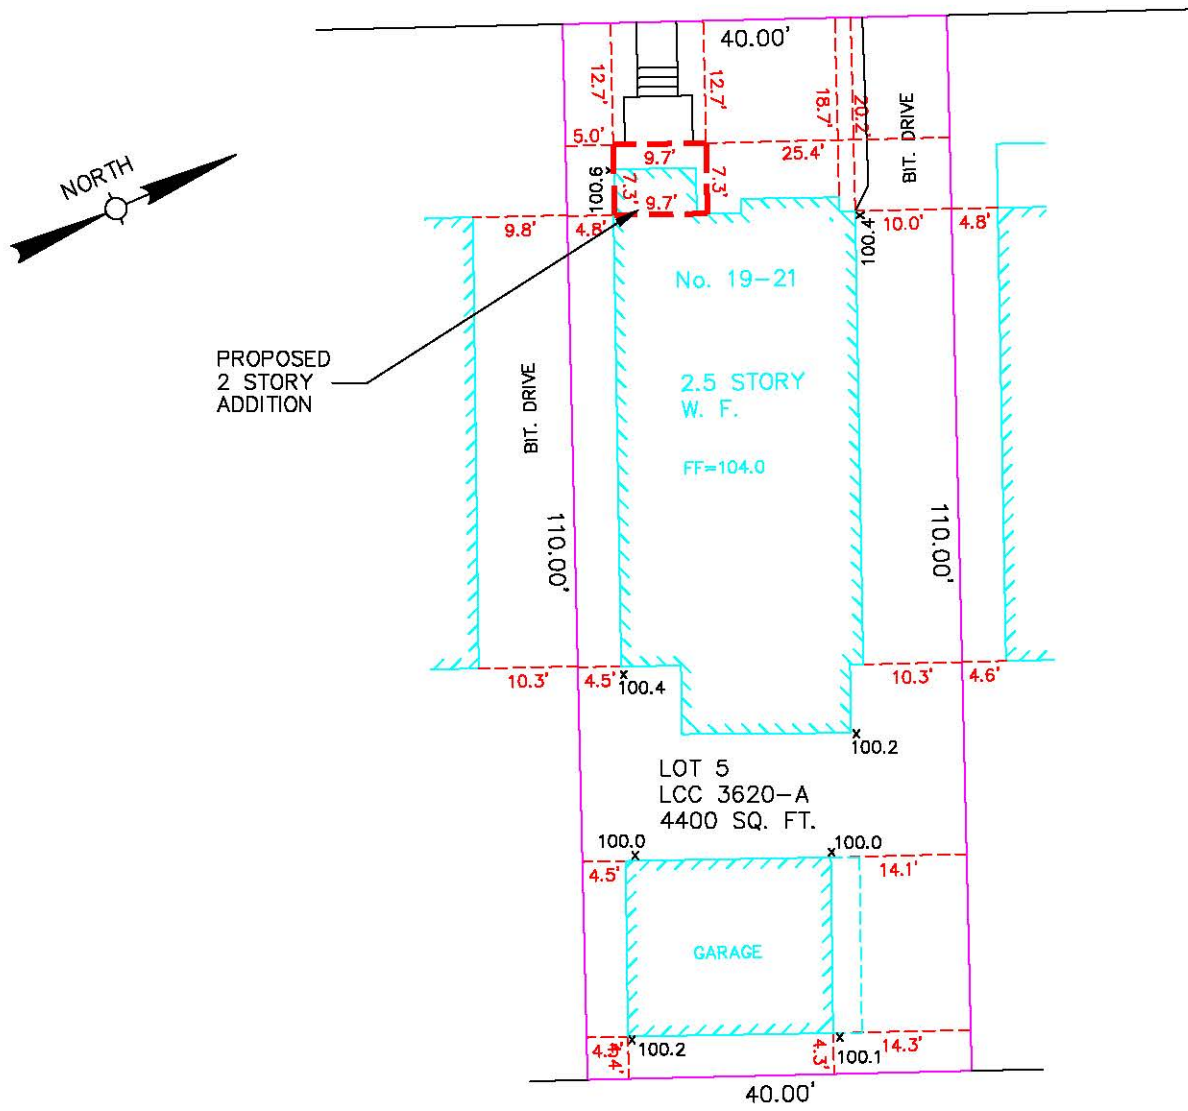 40.00'
12.7'
12.7'
18.7'
20.2'
BIT. DRIVE
5.0'
9.7'
25.4'
NORTH
100.6
7.3'
7.3'
9.7'
9.8'
4.8'
100.4
10.0'
4.8'
No. 19-21
PROPOSED
2 STORY
ADDITION
BIT. DRIVE
2.5 STORY
W. F.
FF=104.0
110.00'
110.00'
10.3'
4.5'
100.4
10.3'
4.6'
100.2
LOT 5
LCC 3620-A
4400 SQ. FT.
100.0
100.0
4.5'
14.1'
GARAGE
100.2
4.3'
100.1
14.3'
40.00'